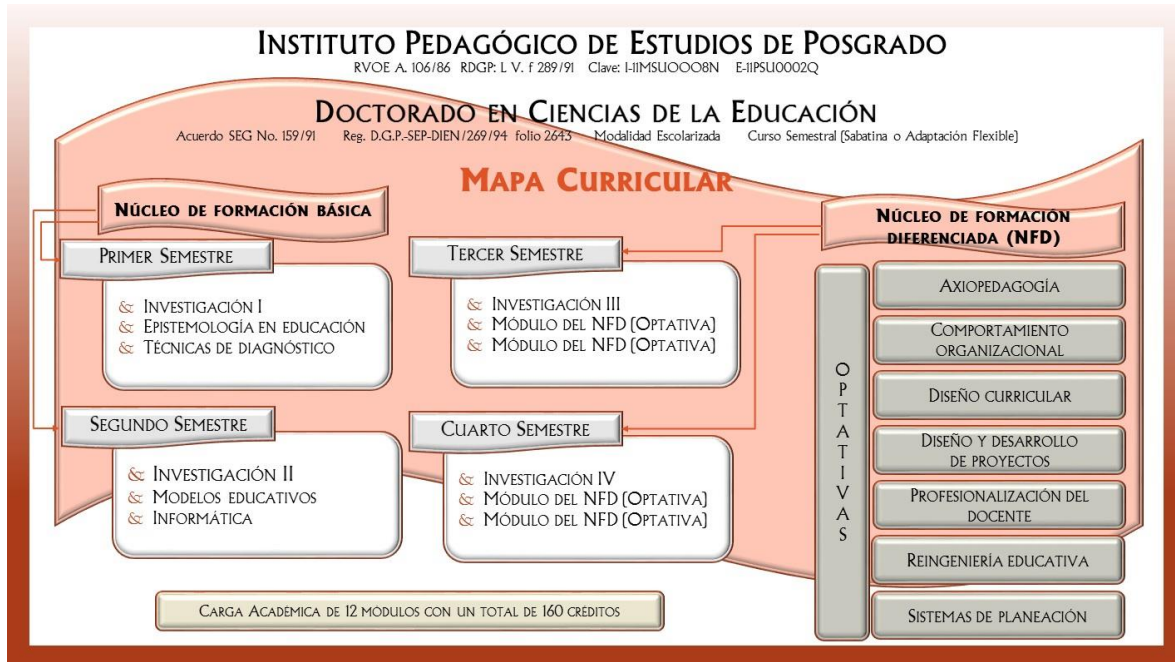 Instituto Pedagógico de Estudios de Posgrado
RVOE A. 106/86 RDGP: L V. f 289/91 Clave: I-11MSU0008N E-11PSU0002Q
Doctorado en Ciencias de la Educación
Acuerdo SEG No. 159/91 Reg. D.G.P.-SEP-DIEN/269/94 folio 2643 Modalidad Escolarizada Curso Semestral (Sabatina o Adaptación Flexible)
Mapa Curricular
Núcleo de formación básica
Primer Semestre
& Investigación I
& Epistemología en educación
& Técnicas de diagnóstico
Segundo Semestre
& Investigación II
& Modelos educativos
& Informática
Tercer Semestre
& Investigación III
& Módulo del NFD (Optativa)
& Módulo del NFD (Optativa)
Cuarto Semestre
& Investigación IV
& Módulo del NFD (Optativa)
& Módulo del NFD (Optativa)
Núcleo de formación
diferenciada (NFD)
OPTATIVAS
Axiopedagogía
Comportamiento
organizacional
Diseño curricular
Diseño y desarrollo
de proyectos
Profesionalización del
docente
Reingeniería educativa
Sistemas de planeación
Carga Académica de 12 módulos con un total de 160 créditos